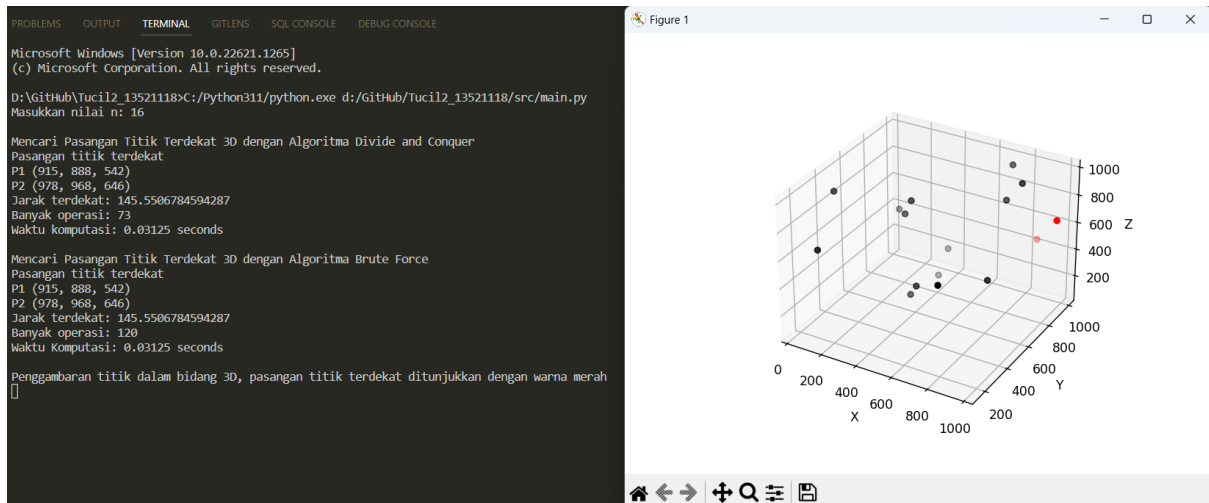 PROBLEMS OUTPUT TERMINAL GITLENS SQL CONSOLE DEBUG CONSOLE
Microsoft Windows [Version 10.0.22621.1265]
(c) Microsoft Corporation. All rights reserved.
D:\GitHub\Tucil2_13521118>C:/Python311/python.exe d:/GitHub/Tucil2_13521118/src/main.py
Masukkan nilai n: 16
Mencari Pasangan Titik Terdekat 3D dengan Algoritma Divide and Conquer
Pasangan titik terdekat
P1 (915, 888, 542)
P2 (978, 968, 646)
Jarak terdekat: 145.5506784594287
Banyak operasi: 73
Waktu komputasi: 0.03125 seconds
Mencari Pasangan Titik Terdekat 3D dengan Algoritma Brute Force
Pasangan titik terdekat
P1 (915, 888, 542)
P2 (978, 968, 646)
Jarak terdekat: 145.5506784594287
Banyak operasi: 120
Waktu Komputasi: 0.03125 seconds
Penggambaran titik dalam bidang 3D, pasangan titik terdekat ditunjukkan dengan warna merah
Figure 1
1000
800
600 Z
400
200
1000
800
600
Y
400
200
0
200
400
600
X
800
1000